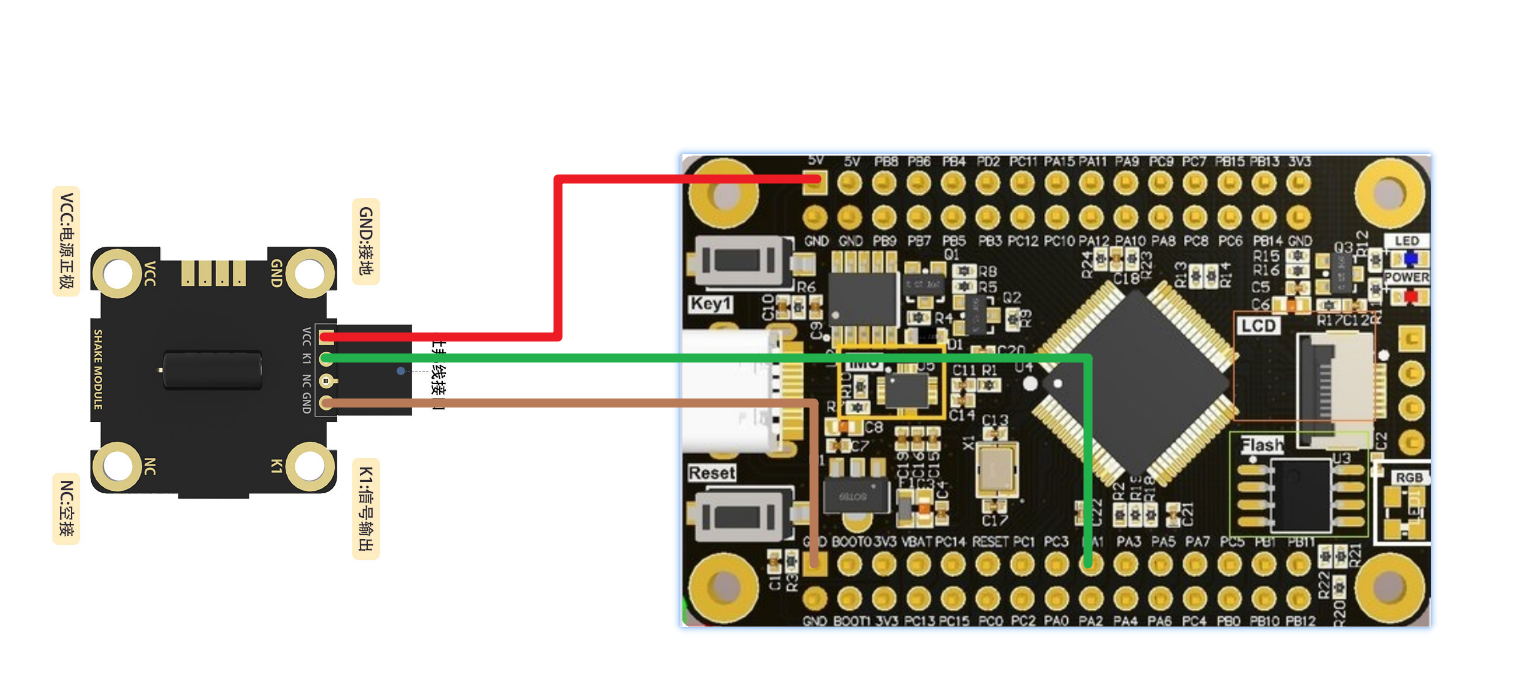 VCC:电源正极
GND:接地
NC:空接
K1:信号输出
VCC
GND
NC
K1
SHAKE MODULE
VCC
K1
NC
GND
5V 5V PB8 PB6 PB4 PD2 PC11 PA15 PA11 PA9 PC9 PC7 PB15 PB13 3V3
GND GND PB9 PB7 PB5 PB3 PC12 PC10 PA12 PA10 PA8 PC8 PC6 PB14 GND
Key1
C10
R6
C9
Q1
R8
R5
R4
Q2
R9
D1
C20
R24
R23
C18
R13
R14
R15
R16
C5
C6
Q3
R12
LED
POWER
LCD
IMU
R10
C11
R1
C14
U4
C8
C7
C13
X1
C17
C19
C16
C15
C3
C4
Flash
U3
C2
RGB
Reset
C22
R2
R19
R18
C21
C1
R3
R22
R21
R20
GND BOOT0 3V3 VBAT PC14 RESET PC1 PC3 PA1 PA3 PA5 PA7 PC5 PB1 PB11
GND BOOT1 3V3 PC13 PC15 PC0 PC2 PA0 PA2 PA4 PA6 PC4 PB0 PB10 PB12